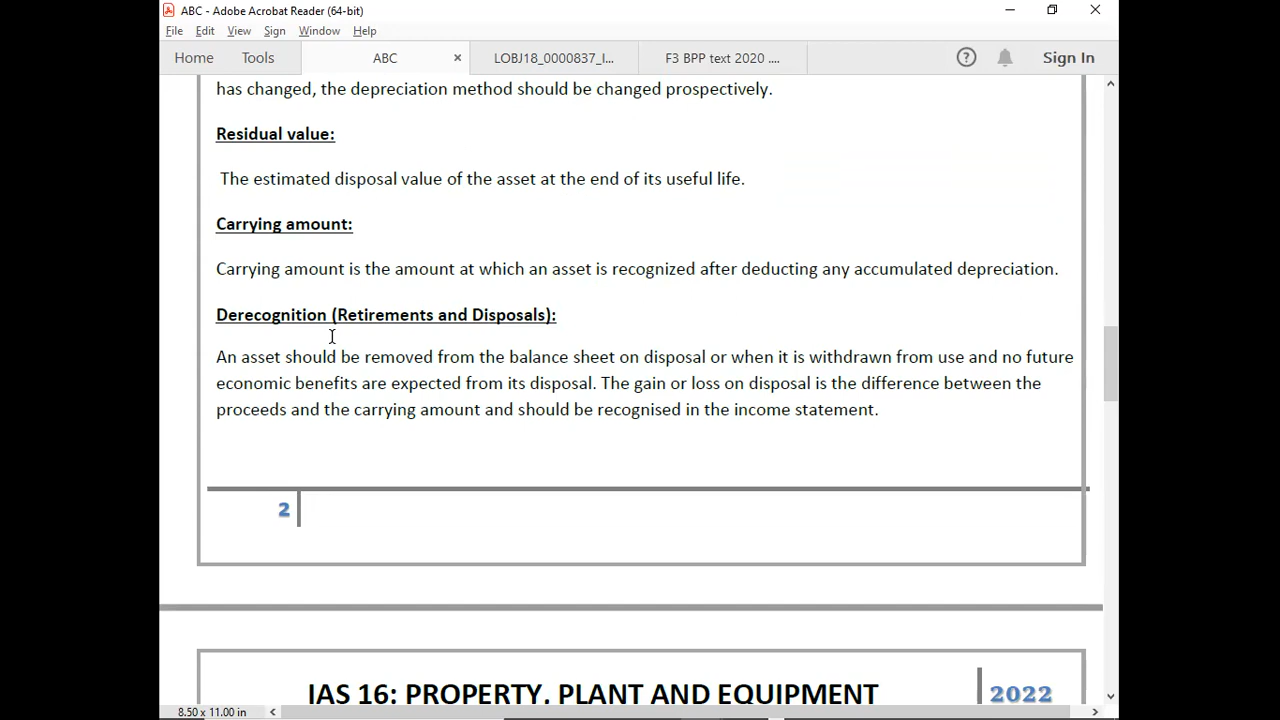 ABC - Adobe Acrobat Reader (64-bit)
File Edit View Sign Window Help
Home Tools ABC × LOBJ18_0000837_I... F3 BPP text 2020 .... Sign In
has changed, the depreciation method should be changed prospectively.
Residual value:
The estimated disposal value of the asset at the end of its useful life.
Carrying amount:
Carrying amount is the amount at which an asset is recognized after deducting any accumulated depreciation.
Derecognition (Retirements and Disposals):
An asset should be removed from the balance sheet on disposal or when it is withdrawn from use and no future
economic benefits are expected from its disposal. The gain or loss on disposal is the difference between the
proceeds and the carrying amount and should be recognised in the income statement.
2
IAS 16: PROPERTY, PLANT AND EQUIPMENT 2022
8.50 x 11.00 in